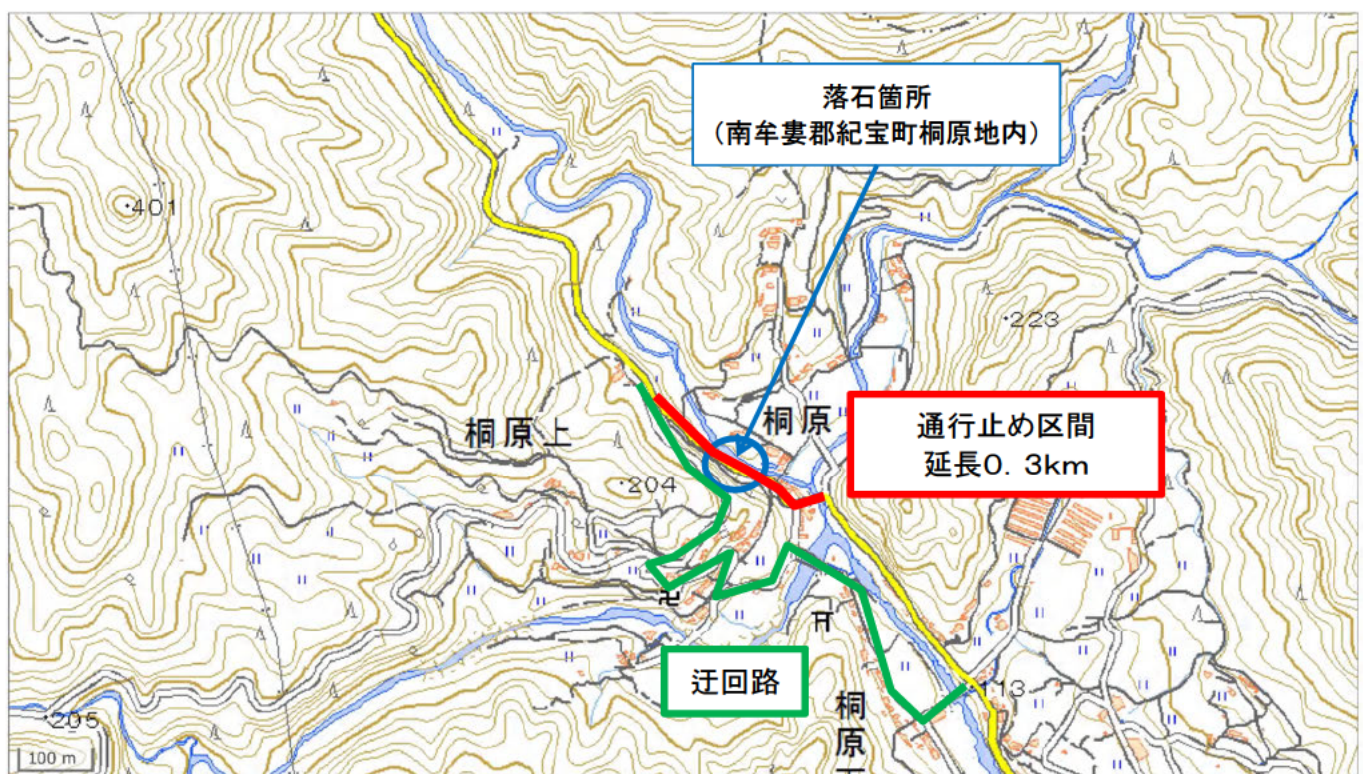 落石箇所
（南牟婁郡紀宝町桐原地内）
401
223
桐原上
桐原
通行止め区間
延長0．3km
204
迂回路
113
桐原
205
100 m